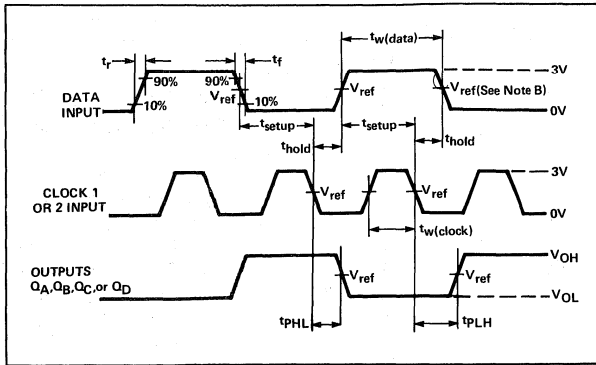 tw(data)
tr
tf
90%
90%
3V
Vref
Vref
Vref(See Note B)
DATA
INPUT
10%
10%
0V
tsetup
tsetup
thold
thold
3V
CLOCK 1
OR 2 INPUT
Vref
Vref
0V
tw(clock)
VOH
OUTPUTS
QA,QB,QC,or QD
Vref
Vref
VOL
tPHL
tPLH